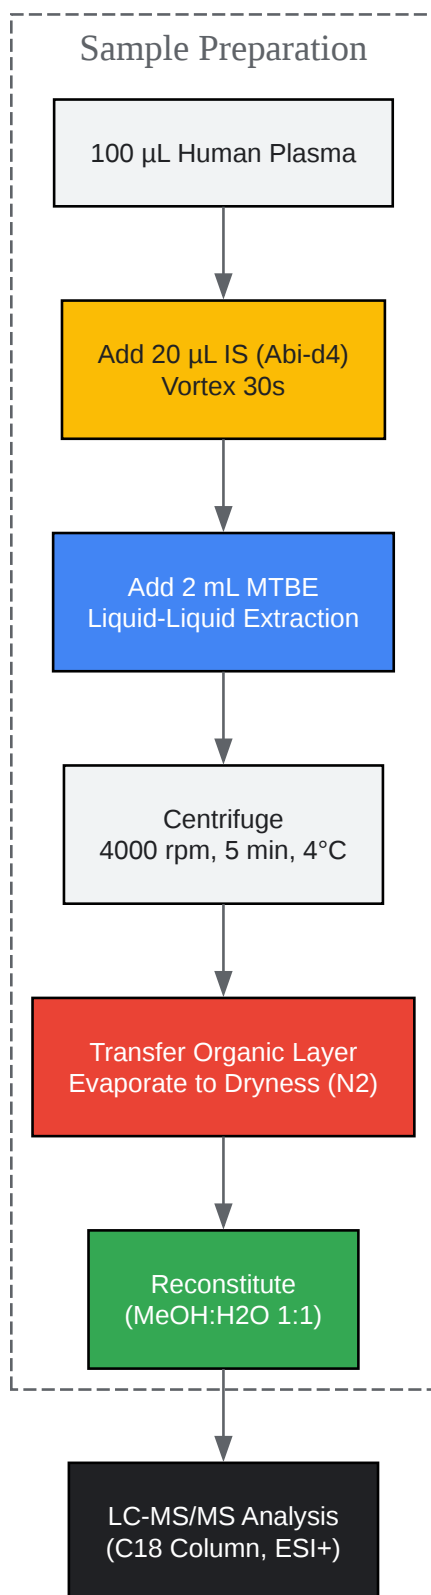 Sample Preparation
100 µL Human Plasma
Add 20 µL IS (Abi-d4)
Vortex 30s
Add 2 mL MTBE
Liquid-Liquid Extraction
Centrifuge
4000 rpm, 5 min, 4°C
Transfer Organic Layer
Evaporate to Dryness (N2)
Reconstitute
(MeOH:H2O 1:1)
LC-MS/MS Analysis
(C18 Column, ESI+)